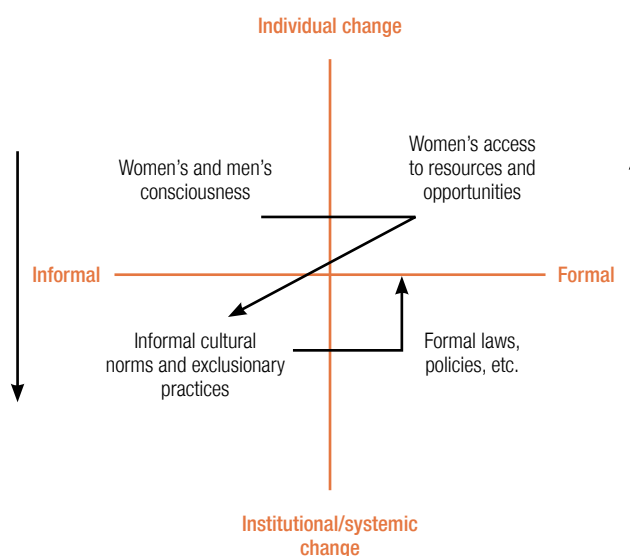 Individual change
Women’s and men’s
consciousness
Women’s access
to resources and
opportunities
Informal
Formal
Informal cultural
norms and exclusionary
practices
Formal laws,
policies, etc.
Institutional/systemic
change